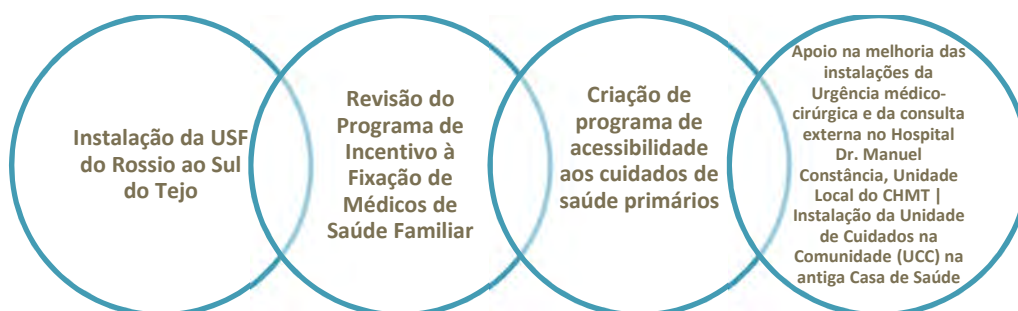 Instalação da USF
do Rossio ao Sul
do Tejo
Revisão do
Programa de
Incentivo à
Fixação de
Médicos de
Saúde Familiar
Criação de
programa de
acessibilidade
aos cuidados de
saúde primários
Apoio na melhoria das
instalações da
Urgência médico-
cirúrgica e da consulta
externa no Hospital
Dr. Manuel
Constância, Unidade
Local do CHMT |
Instalação da Unidade
de Cuidados na
Comunidade (UCC) na
antiga Casa de Saúde